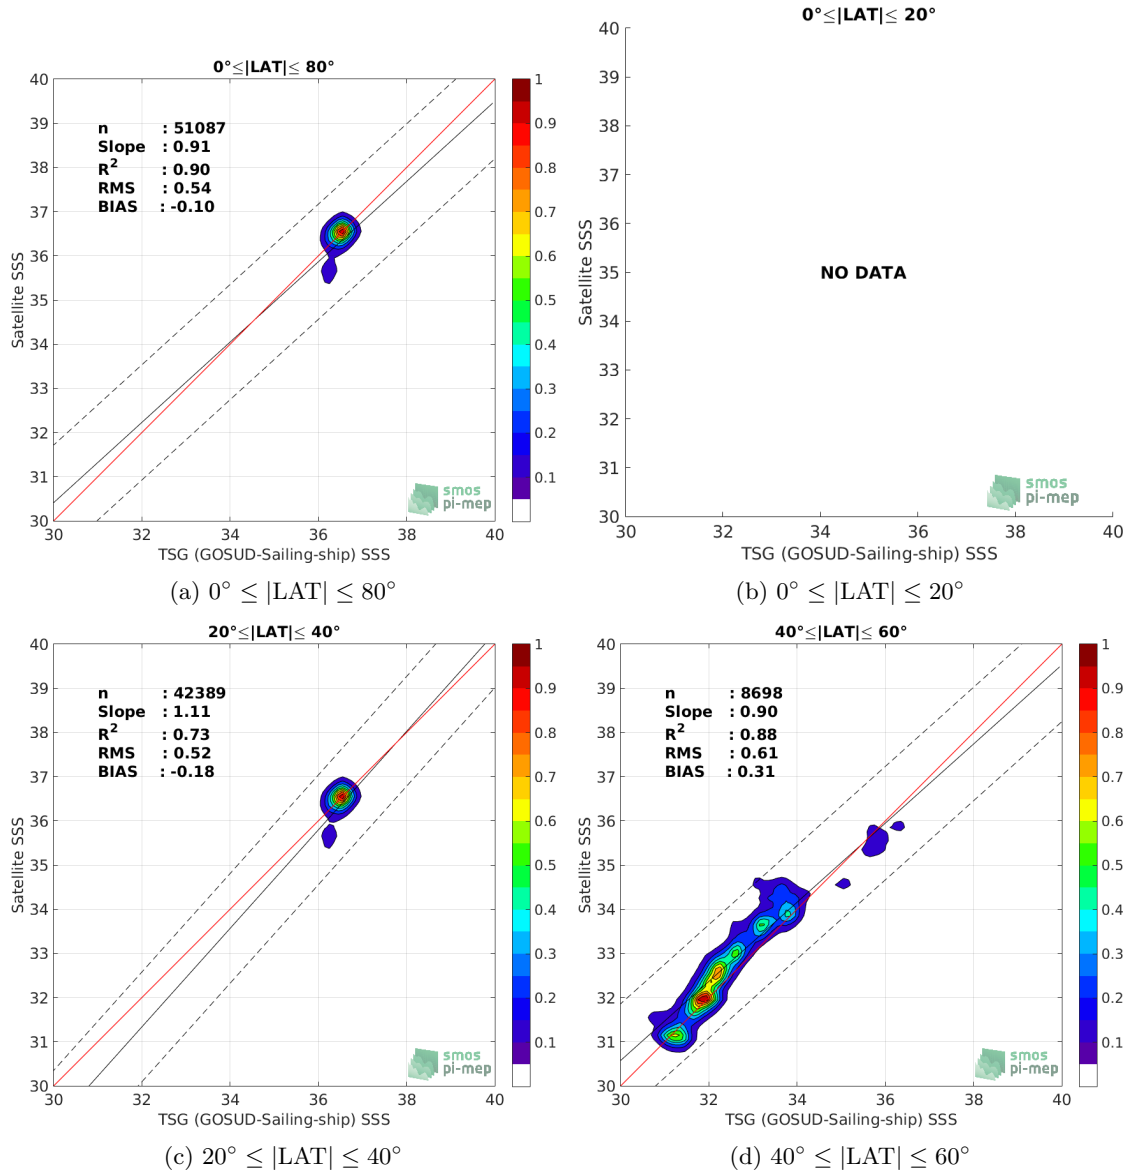 0°≤|LAT|≤ 80°
n : 51087
Slope : 0.91
R² : 0.90
RMS : 0.54
BIAS : -0.10
40
39
38
37
36
35
34
33
32
31
30
30 32 34 36 38 40
Satellite SSS
TSG (GOSUD-Sailing-ship) SSS
1
0.9
0.8
0.7
0.6
0.5
0.4
0.3
0.2
0.1
smos
pi-mep
(a) 0° ≤ |LAT| ≤ 80°
0°≤|LAT|≤ 20°
40
39
38
37
36
35
34
33
32
31
30
30 32 34 36 38 40
Satellite SSS
NO DATA
TSG (GOSUD-Sailing-ship) SSS
smos
pi-mep
(b) 0° ≤ |LAT| ≤ 20°
20°≤|LAT|≤ 40°
n : 42389
Slope : 1.11
R² : 0.73
RMS : 0.52
BIAS : -0.18
40
39
38
37
36
35
34
33
32
31
30
30 32 34 36 38 40
Satellite SSS
TSG (GOSUD-Sailing-ship) SSS
1
0.9
0.8
0.7
0.6
0.5
0.4
0.3
0.2
0.1
smos
pi-mep
(c) 20° ≤ |LAT| ≤ 40°
40°≤|LAT|≤ 60°
n : 8698
Slope : 0.90
R² : 0.88
RMS : 0.61
BIAS : 0.31
40
39
38
37
36
35
34
33
32
31
30
30 32 34 36 38 40
Satellite SSS
TSG (GOSUD-Sailing-ship) SSS
1
0.9
0.8
0.7
0.6
0.5
0.4
0.3
0.2
0.1
smos
pi-mep
(d) 40° ≤ |LAT| ≤ 60°